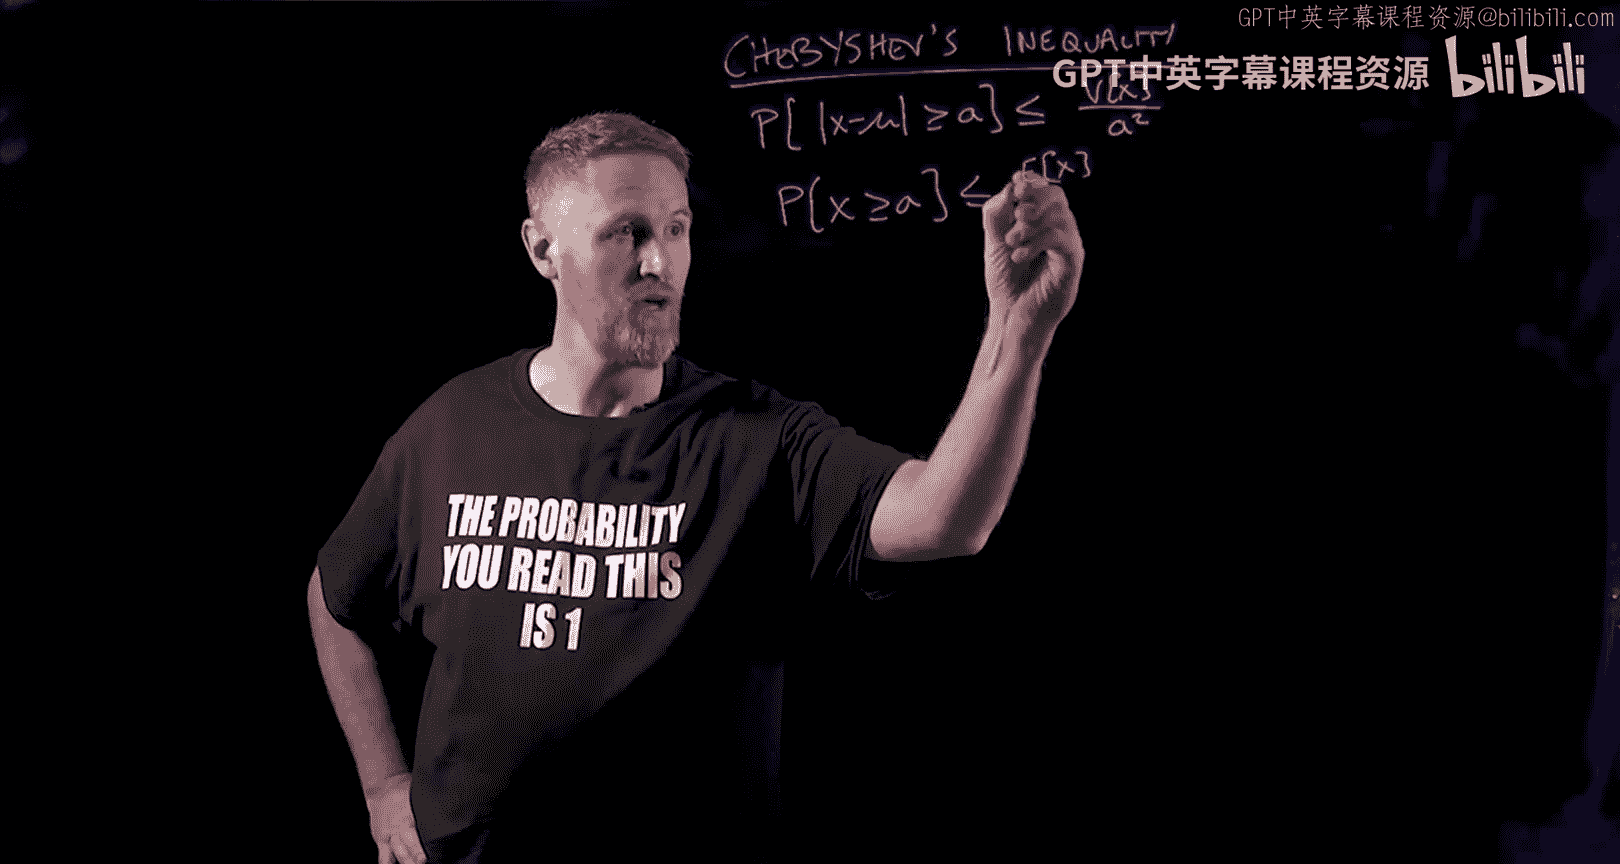 GPT中英字幕课程资源@bilibili.com
CHEBYSHEV'S INEQUALITY
GPT中英字幕课程资源 bilibili
P[|x-μ| ≥ a] ≤ V[x] / a²
P[x ≥ a] ≤ E[x]
THE PROBABILITY
YOU READ THIS
IS 1